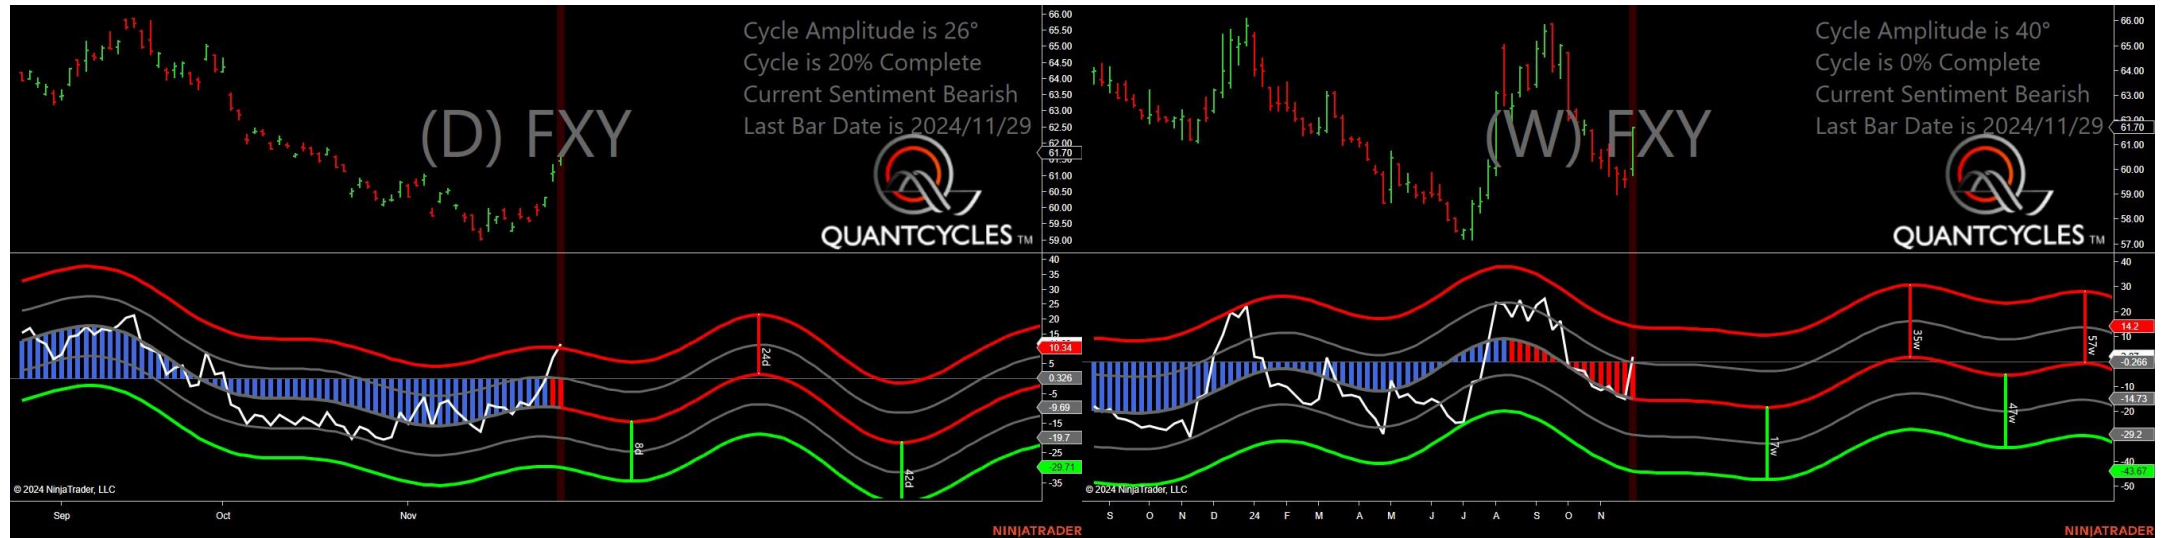 Cycle Amplitude is 26°
Cycle is 20% Complete
Current Sentiment Bearish
Last Bar Date is 2024/11/29
(D) FXY
QUANTCYCLES TM
66.00
65.50
65.00
64.50
64.00
63.50
63.00
62.50
62.00
61.70
61.00
60.50
60.00
59.50
59.00
40
35
30
25
20
15
10.34
5
0.326
-5
-9.69
-15
-19.7
-25
-29.71
-35
24d
8d
42d
© 2024 NinjaTrader, LLC
Sep
Oct
Nov
NINJATRADER
Cycle Amplitude is 40°
Cycle is 0% Complete
Current Sentiment Bearish
Last Bar Date is 2024/11/29
(W) FXY
QUANTCYCLES TM
66.00
65.00
64.00
63.00
61.70
61.00
60.00
59.00
58.00
57.00
40
30
20
14.2
10
-0.266
-10
-14.73
-20
-29.2
-40
-43.67
-50
35w
57w
17w
47w
© 2024 NinjaTrader, LLC
S O N D 24 F M A M J J A S O N
NINJATRADER